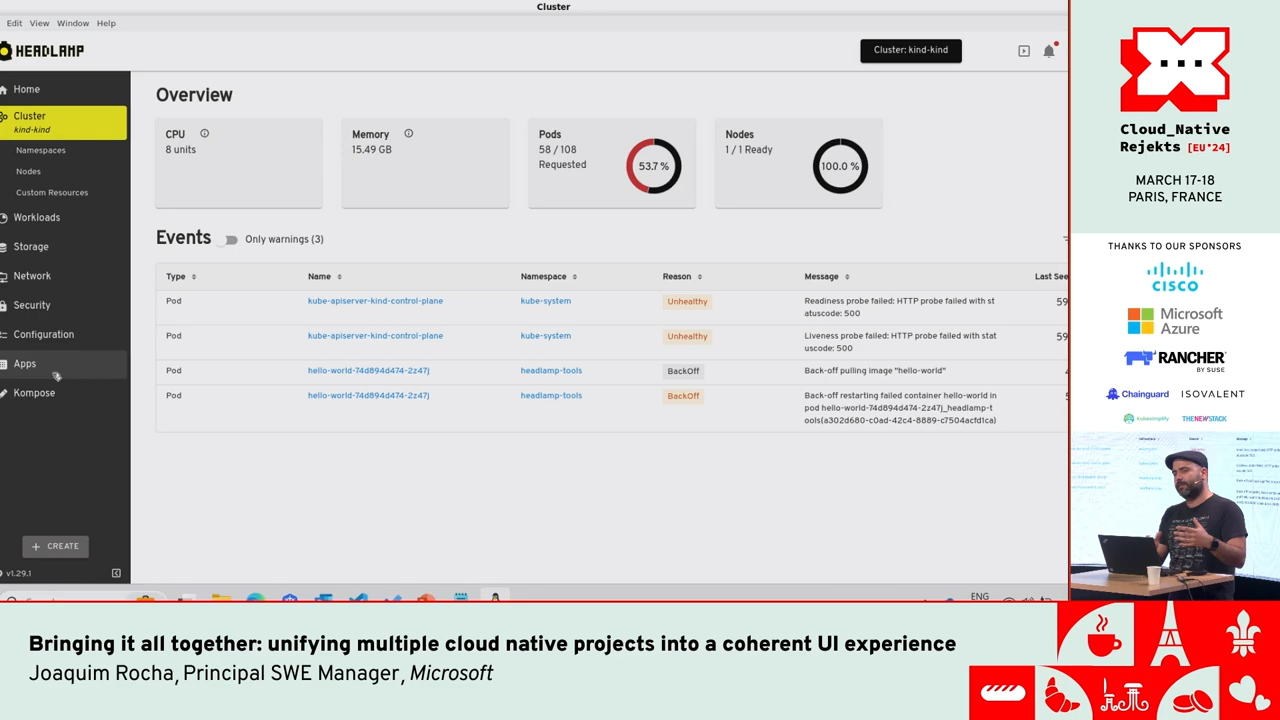 Cluster
Edit View Window Help
HEADLAMP
Cluster: kind-kind
Home
Cluster
kind-kind
Namespaces
Nodes
Custom Resources
Workloads
Storage
Network
Security
Configuration
Apps
Kompose
CREATE
v1.29.1
Overview
CPU
8 units
Memory
15.49 GB
Pods
58 / 108
Requested
53.7 %
Nodes
1 / 1 Ready
100.0 %
Events
Only warnings (3)
Type Name Namespace Reason Message Last See
Pod kube-apiserver-kind-control-plane kube-system Unhealthy Readiness probe failed: HTTP probe failed with st
atuscode: 500
59
Pod kube-apiserver-kind-control-plane kube-system Unhealthy Liveness probe failed: HTTP probe failed with stat
uscode: 500
59
Pod hello-world-74d894d474-2z47j headlamp-tools BackOff Back-off pulling image "hello-world"
Pod hello-world-74d894d474-2z47j headlamp-tools BackOff Back-off restarting failed container hello-world in
pod hello-world-74d894d474-2z47j_headlamp-t
ools(a302d680-c0ad-42c4-8889-c7504acfd1ca)
ENG
Cloud_Native
Rejekts [EU'24]
MARCH 17-18
PARIS, FRANCE
THANKS TO OUR SPONSORS
CISCO
Microsoft
Azure
RANCHER
BY SUSE
Chainguard
ISOVALENT
kubesimplify
THENEWSTACK
Bringing it all together: unifying multiple cloud native projects into a coherent UI experience
Joaquim Rocha, Principal SWE Manager, Microsoft